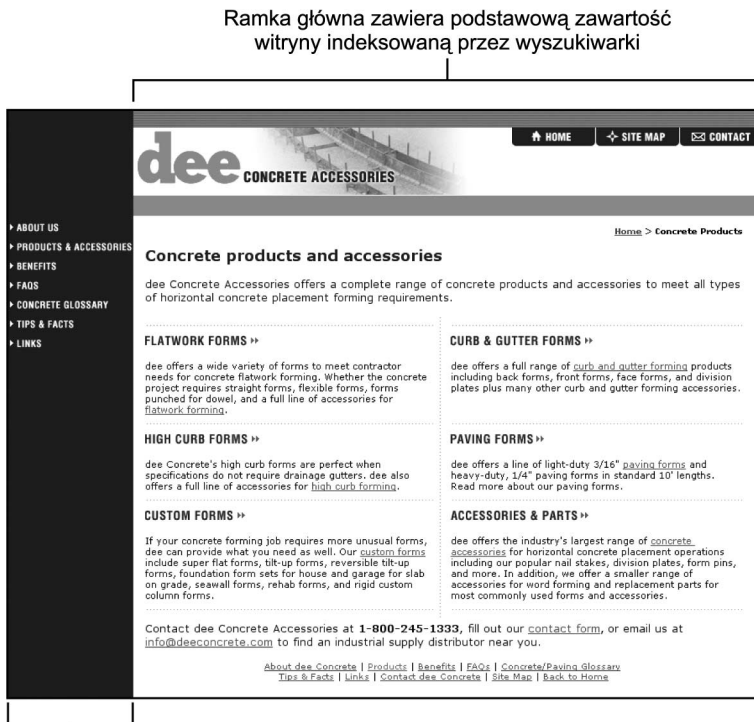 Ramka główna zawiera podstawową zawartość
witryny indeksowaną przez wyszukiwarki
HOME SITE MAP CONTACT
dee CONCRETE ACCESSORIES
ABOUT US
PRODUCTS & ACCESSORIES
BENEFITS
FAQS
CONCRETE GLOSSARY
TIPS & FACTS
LINKS
Home > Concrete Products
Concrete products and accessories
dee Concrete Accessories offers a complete range of concrete products and accessories to meet all types
of horizontal concrete placement forming requirements.
FLATWORK FORMS
dee offers a wide variety of forms to meet contractor
needs for concrete flatwork forming. Whether the concrete
project requires straight forms, flexible forms, forms
punched for dowel, and a full line of accessories for
flatwork forming.
CURB & GUTTER FORMS
dee offers a full range of curb and gutter forming products
including back forms, front forms, face forms, and division
plates plus many other curb and gutter forming accessories.
HIGH CURB FORMS
dee Concrete's high curb forms are perfect when
specifications do not require drainage gutters. dee also
offers a full line of accessories for high curb forming.
PAVING FORMS
dee offers a line of light-duty 3/16" paving forms and
heavy-duty, 1/4" paving forms in standard 10' lengths.
Read more about our paving forms.
CUSTOM FORMS
If your concrete forming job requires more unusual forms,
dee can provide what you need as well. Our custom forms
include super flat forms, tilt-up forms, reversible tilt-up
forms, foundation form sets for house and garage for slab
on grade, seawall forms, rehab forms, and rigid custom
column forms.
ACCESSORIES & PARTS
dee offers the industry's largest range of concrete
accessories for horizontal concrete placement operations
including our popular nail stakes, division plates, form pins,
and more. In addition, we offer a smaller range of
accessories for word forming and replacement parts for
most commonly used forms and accessories.
Contact dee Concrete Accessories at 1-800-245-1333, fill out our contact form, or email us at
info@deeconcrete.com to find an industrial supply distributor near you.
About dee Concrete | Products | Benefits | FAQs | Concrete/Paving Glossary
Tips & Facts | Links | Contact dee Concrete | Site Map | Back to Home